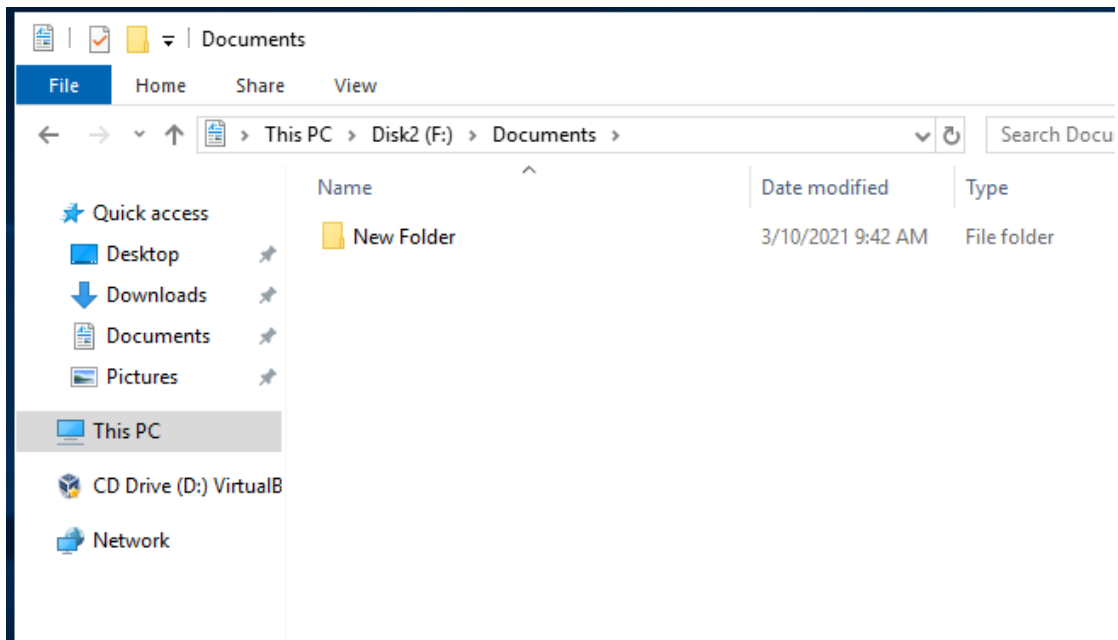 Documents
File Home Share View
This PC > Disk2 (F:) > Documents >
Search Docu
Name Date modified Type
Quick access
New Folder 3/10/2021 9:42 AM File folder
Desktop
Downloads
Documents
Pictures
This PC
CD Drive (D:) VirtualB
Network